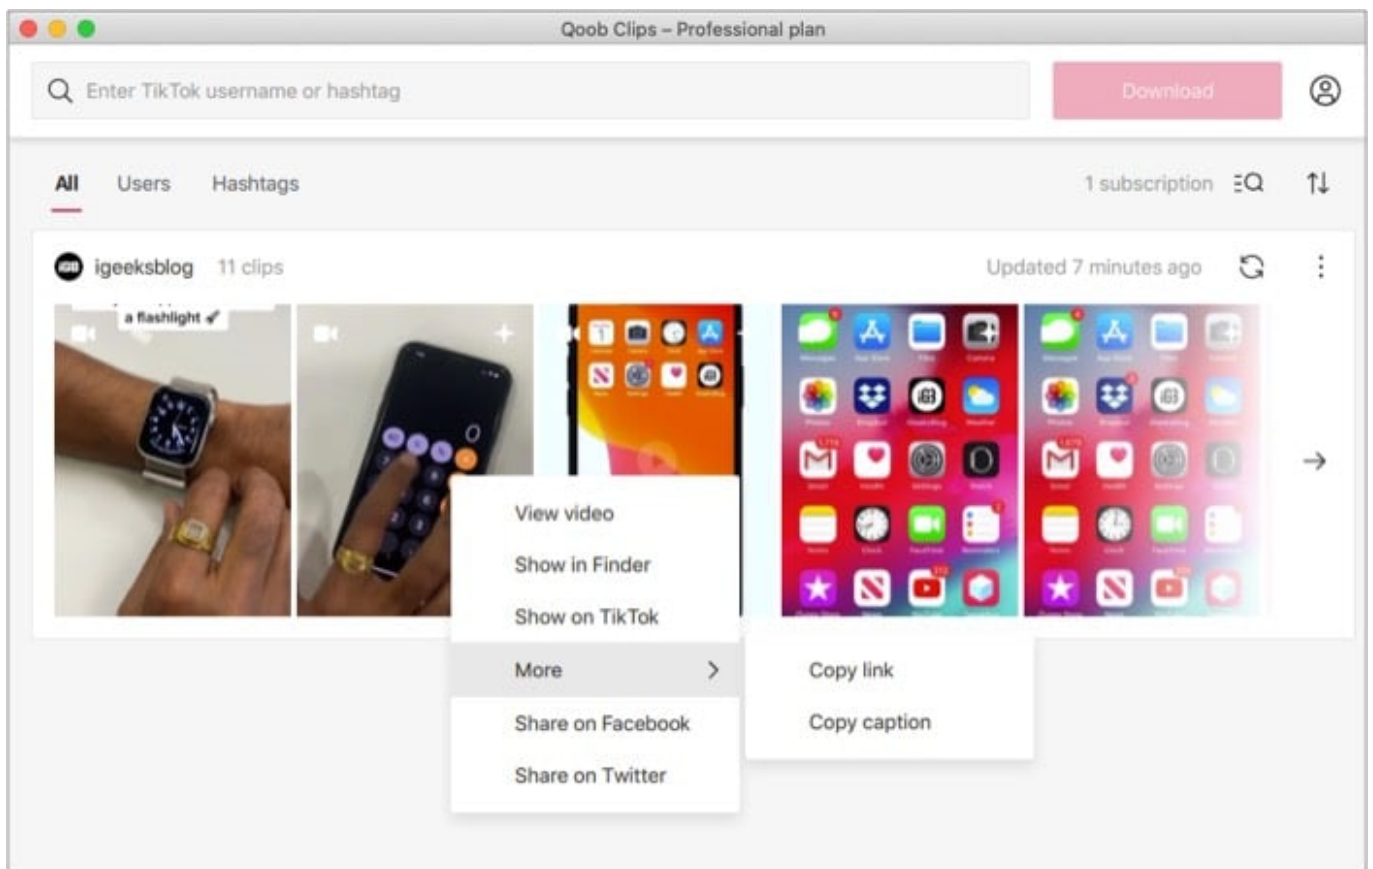 Qoob Clips – Professional plan
Enter TikTok username or hashtag
Download
All Users Hashtags
1 subscription
igeeksblog 11 clips
Updated 7 minutes ago
a flashlight
View video
Show in Finder
Show on TikTok
More
Share on Facebook
Share on Twitter
Copy link
Copy caption